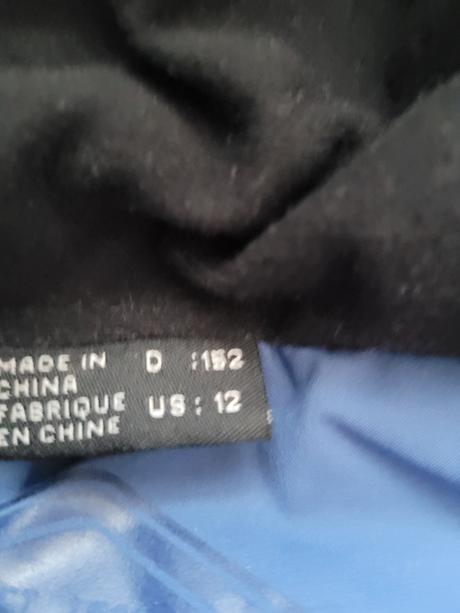 MADE IN
CHINA
FABRIQUE
EN CHINE
D :152
US: 12